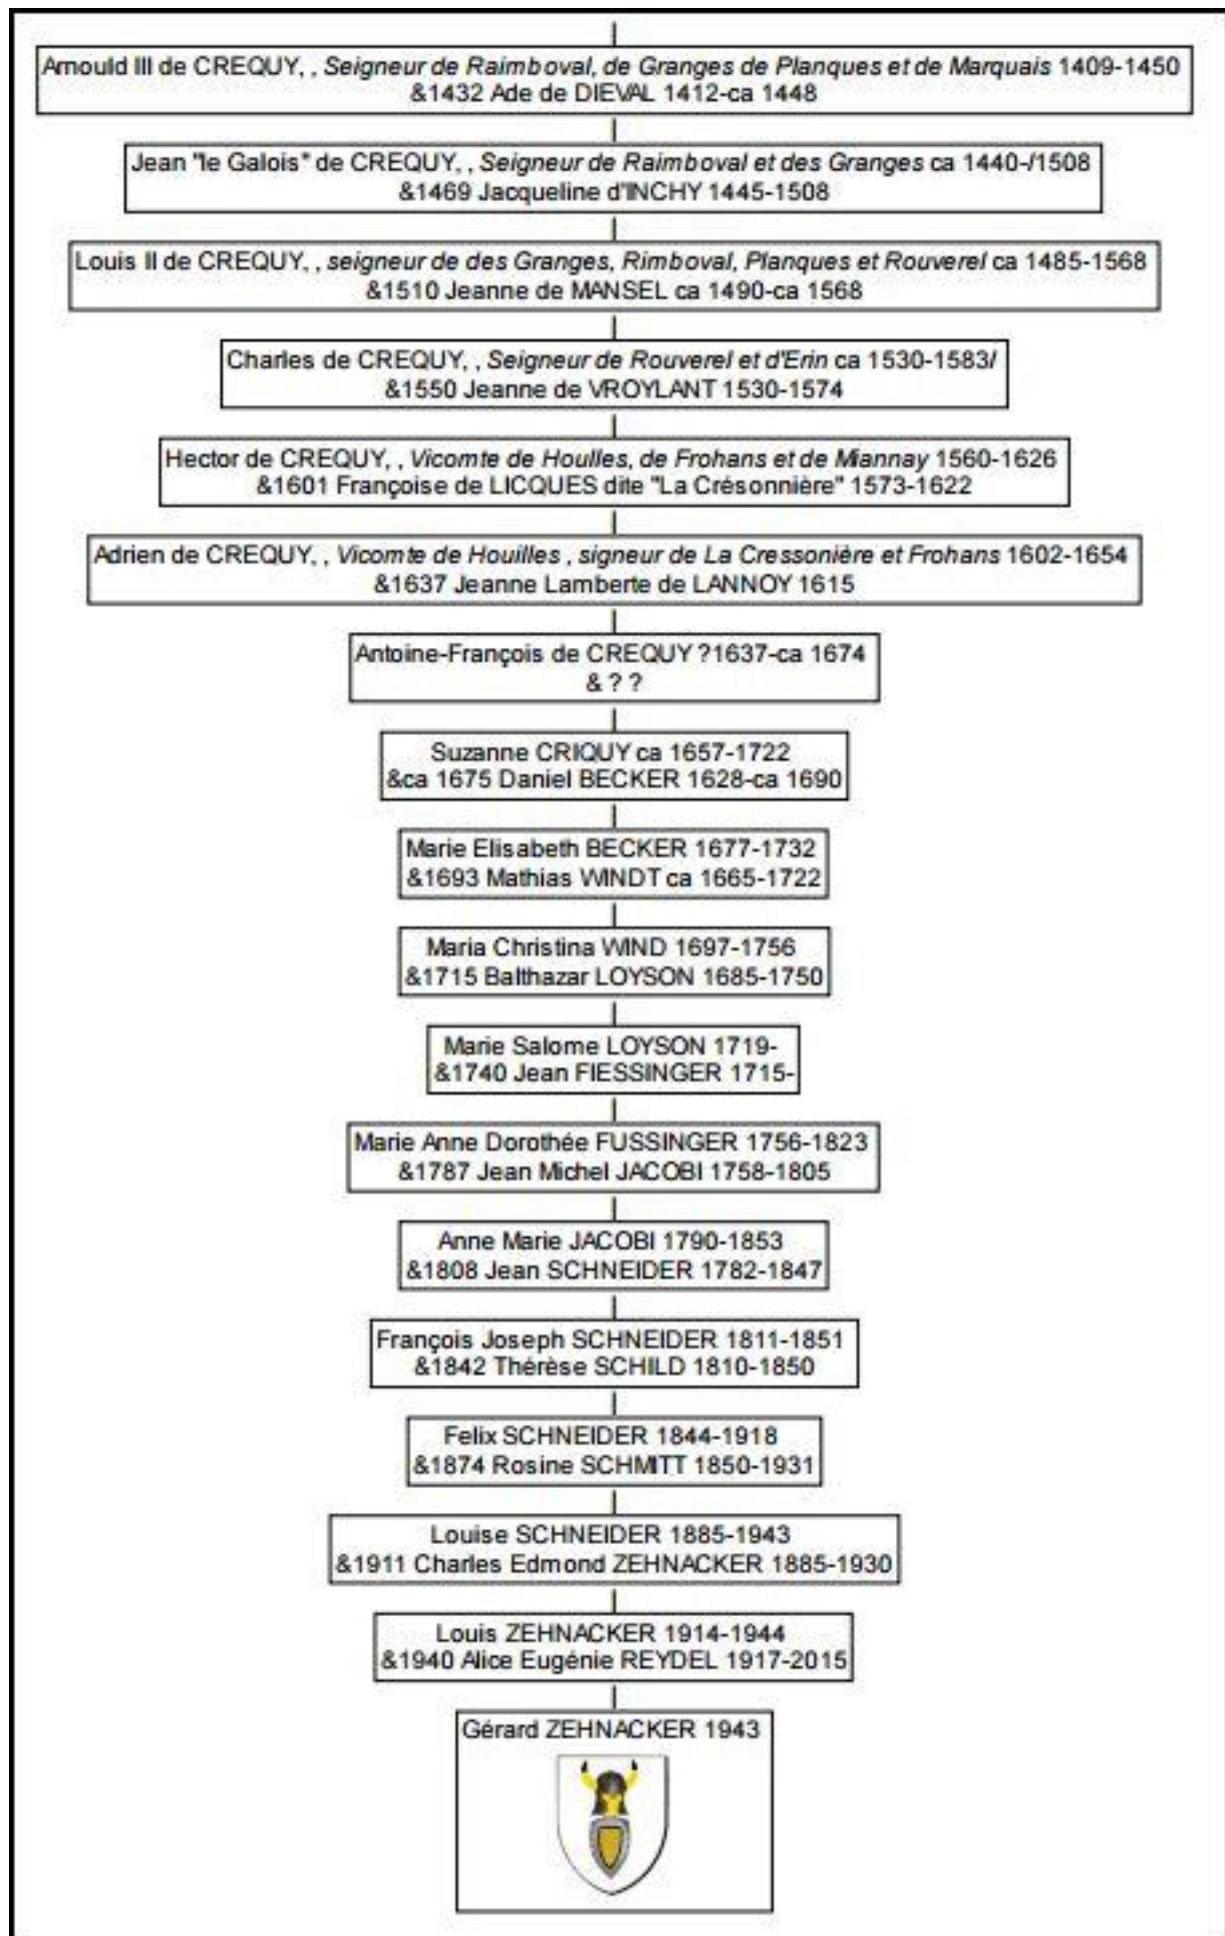 Arnould III de CREQUY, , Seigneur de Raimboval, de Granges de Planques et de Marquais 1409-1450
&1432 Ade de DIEVAL 1412-ca 1448
Jean "le Galois" de CREQUY, , Seigneur de Raimboval et des Granges ca 1440-/1508
&1469 Jacqueline d'INCHY 1445-1508
Louis II de CREQUY, , seigneur de des Granges, Rimboval, Planques et Rouverel ca 1485-1568
&1510 Jeanne de MANSEL ca 1490-ca 1568
Charles de CREQUY, , Seigneur de Rouverel et d'Erin ca 1530-1583/
&1550 Jeanne de VROYLANT 1530-1574
Hector de CREQUY, , Vicomte de Houlles, de Frohans et de Miannay 1560-1626
&1601 Françoise de LICQUES dite "La Crésonnière" 1573-1622
Adrien de CREQUY, , Vicomte de Houilles , signeur de La Cressonière et Frohans 1602-1654
&1637 Jeanne Lamberte de LANNOY 1615
Antoine-François de CREQUY ?1637-ca 1674
& ? ?
Suzanne CRIQUY ca 1657-1722
&ca 1675 Daniel BECKER 1628-ca 1690
Marie Elisabeth BECKER 1677-1732
&1693 Mathias WINDT ca 1665-1722
Maria Christina WIND 1697-1756
&1715 Balthazar LOYSON 1685-1750
Marie Salome LOYSON 1719-
&1740 Jean FIESSINGER 1715-
Marie Anne Dorothée FUSSINGER 1756-1823
&1787 Jean Michel JACOBI 1758-1805
Anne Marie JACOBI 1790-1853
&1808 Jean SCHNEIDER 1782-1847
François Joseph SCHNEIDER 1811-1851
&1842 Thérèse SCHILD 1810-1850
Felix SCHNEIDER 1844-1918
&1874 Rosine SCHMITT 1850-1931
Louise SCHNEIDER 1885-1943
&1911 Charles Edmond ZEHNACKER 1885-1930
Louis ZEHNACKER 1914-1944
&1940 Alice Eugénie REYDEL 1917-2015
Gérard ZEHNACKER 1943